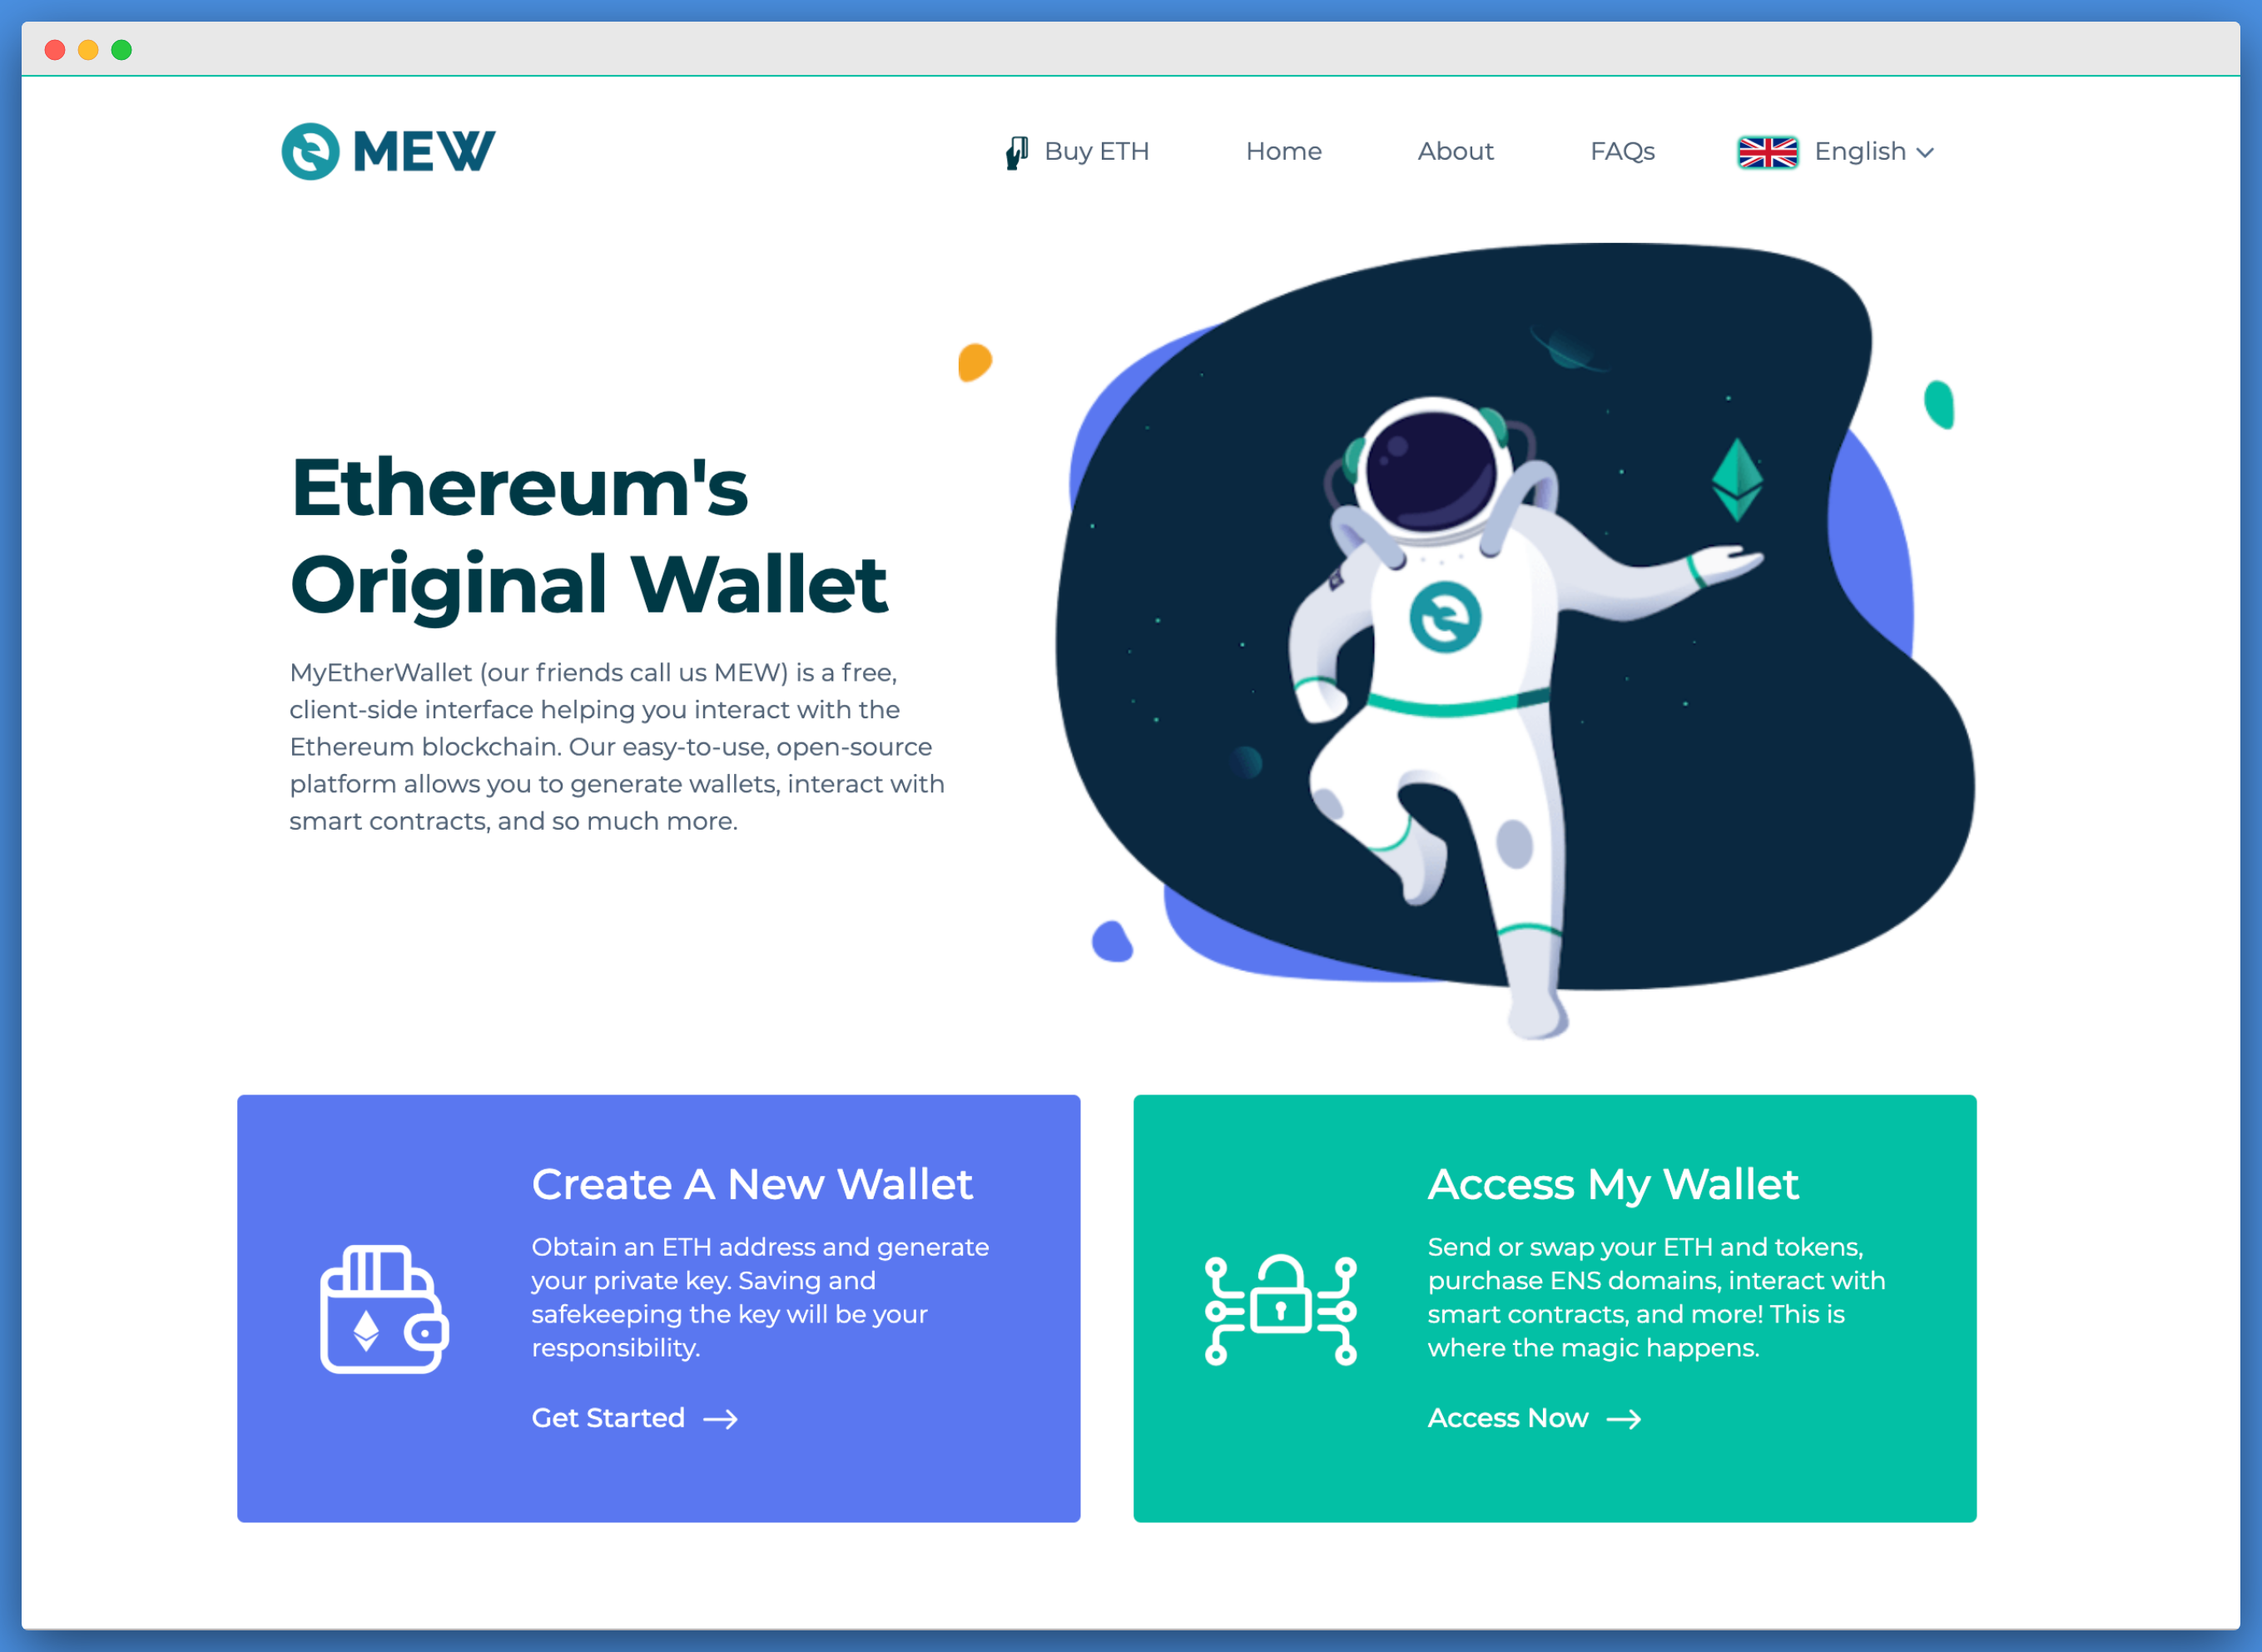 MEW
Buy ETH
Home
About
FAQs
English
Ethereum's
Original Wallet
MyEtherWallet (our friends call us MEW) is a free,
client-side interface helping you interact with the
Ethereum blockchain. Our easy-to-use, open-source
platform allows you to generate wallets, interact with
smart contracts, and so much more.
Create A New Wallet
Obtain an ETH address and generate
your private key. Saving and
safekeeping the key will be your
responsibility.
Get Started
Access My Wallet
Send or swap your ETH and tokens,
purchase ENS domains, interact with
smart contracts, and more! This is
where the magic happens.
Access Now